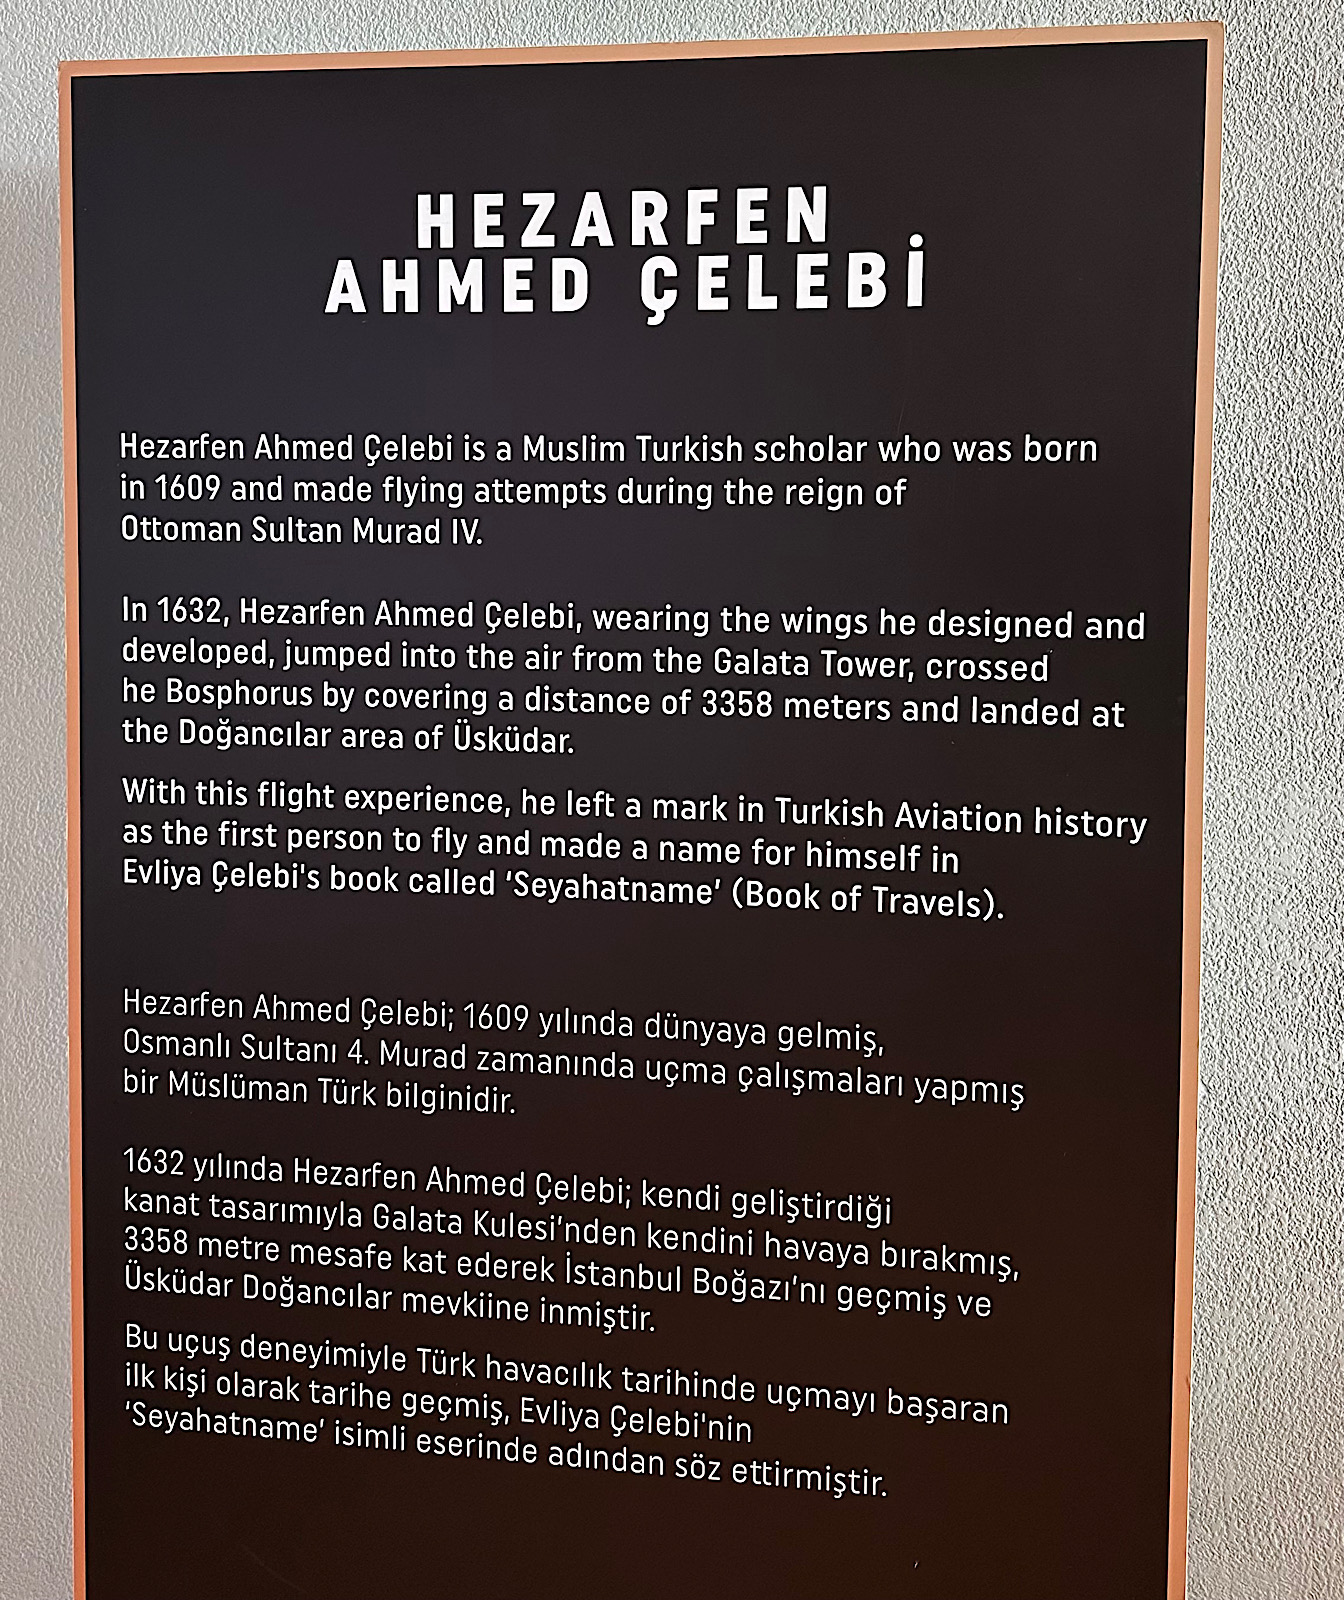 HEZARFEN
AHMED ÇELEBİ
Hezarfen Ahmed Çelebi is a Muslim Turkish scholar who was born
in 1609 and made flying attempts during the reign of
Ottoman Sultan Murad IV.
In 1632, Hezarfen Ahmed Çelebi, wearing the wings he designed and
developed, jumped into the air from the Galata Tower, crossed
he Bosphorus by covering a distance of 3358 meters and landed at
the Doğancılar area of Üsküdar.
With this flight experience, he left a mark in Turkish Aviation history
as the first person to fly and made a name for himself in
Evliya Çelebi's book called ‘Seyahatname’ (Book of Travels).
Hezarfen Ahmed Çelebi; 1609 yılında dünyaya gelmiş,
Osmanlı Sultanı 4. Murad zamanında uçma çalışmaları yapmış
bir Müslüman Türk bilginidir.
1632 yılında Hezarfen Ahmed Çelebi; kendi geliştirdiği
kanat tasarımıyla Galata Kulesi’nden kendini havaya bırakmış,
3358 metre mesafe kat ederek İstanbul Boğazı’nı geçmiş ve
Üsküdar Doğancılar mevkiine inmiştir.
Bu uçuş deneyimiyle Türk havacılık tarihinde uçmayı başaran
ilk kişi olarak tarihe geçmiş, Evliya Çelebi'nin
‘Seyahatname’ isimli eserinde adından söz ettirmiştir.